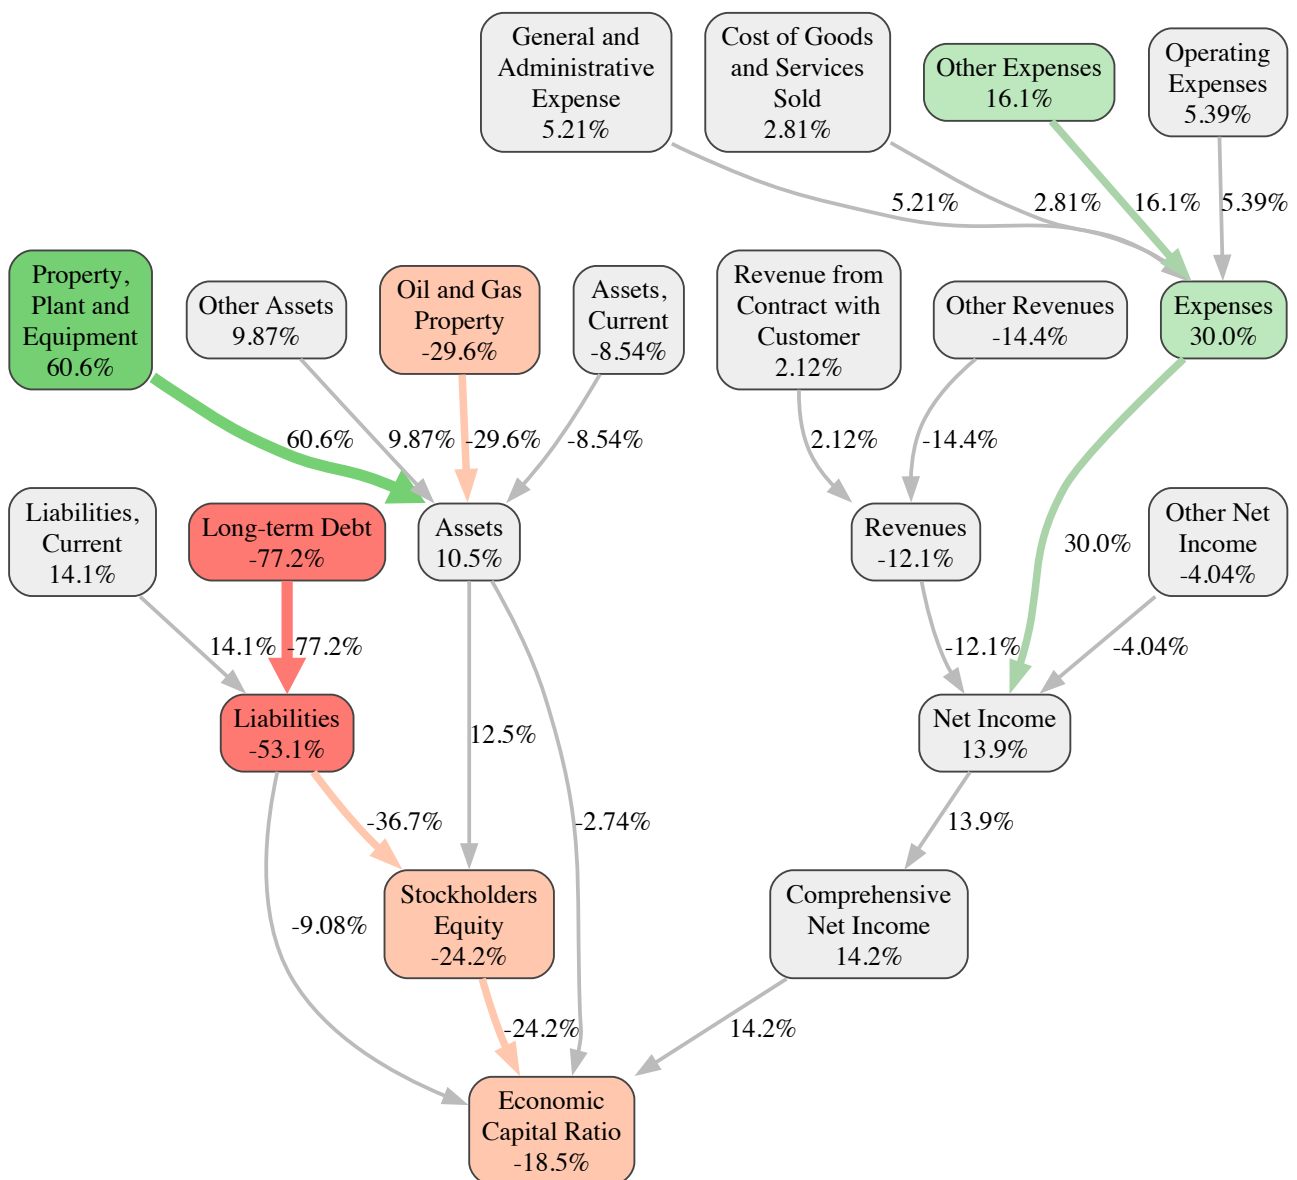 General and
Administrative
Expense
5.21%
Cost of Goods
and Services
Sold
2.81%
Other Expenses
16.1%
Operating
Expenses
5.39%
5.21%
2.81%
16.1%
5.39%
Property,
Plant and
Equipment
60.6%
Other Assets
9.87%
Oil and Gas
Property
-29.6%
Assets,
Current
-8.54%
Revenue from
Contract with
Customer
2.12%
Other Revenues
-14.4%
Expenses
30.0%
60.6%
9.87%
-29.6%
-8.54%
2.12%
-14.4%
Liabilities,
Current
14.1%
Long-term Debt
-77.2%
Assets
10.5%
Revenues
-12.1%
30.0%
Other Net
Income
-4.04%
14.1%
-77.2%
-12.1%
-4.04%
Liabilities
-53.1%
12.5%
Net Income
13.9%
-36.7%
-2.74%
13.9%
-9.08%
Stockholders
Equity
-24.2%
Comprehensive
Net Income
14.2%
-24.2%
14.2%
Economic
Capital Ratio
-18.5%